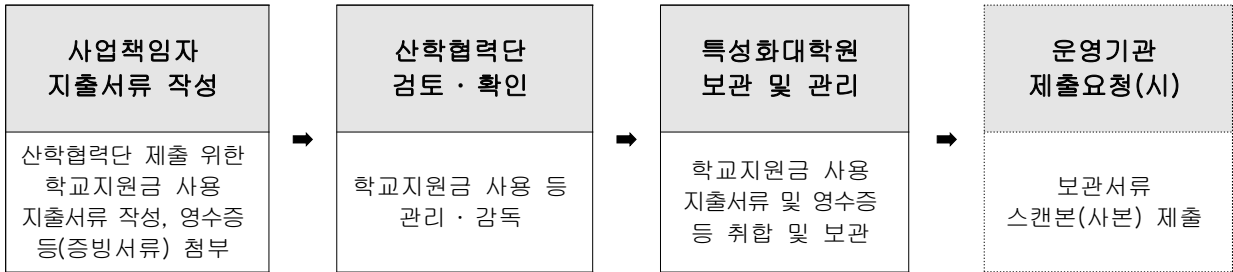 사업책임자
지출서류 작성
산학협력단 제출 위한
학교지원금 사용
지출서류 작성, 영수증
등(증빙서류) 첨부
➡
산학협력단
검토 · 확인
학교지원금 사용 등
관리 · 감독
➡
특성화대학원
보관 및 관리
학교지원금 사용
지출서류 및 영수증
등 취합 및 보관
➡
운영기관
제출요청(시)
보관서류
스캔본(사본) 제출